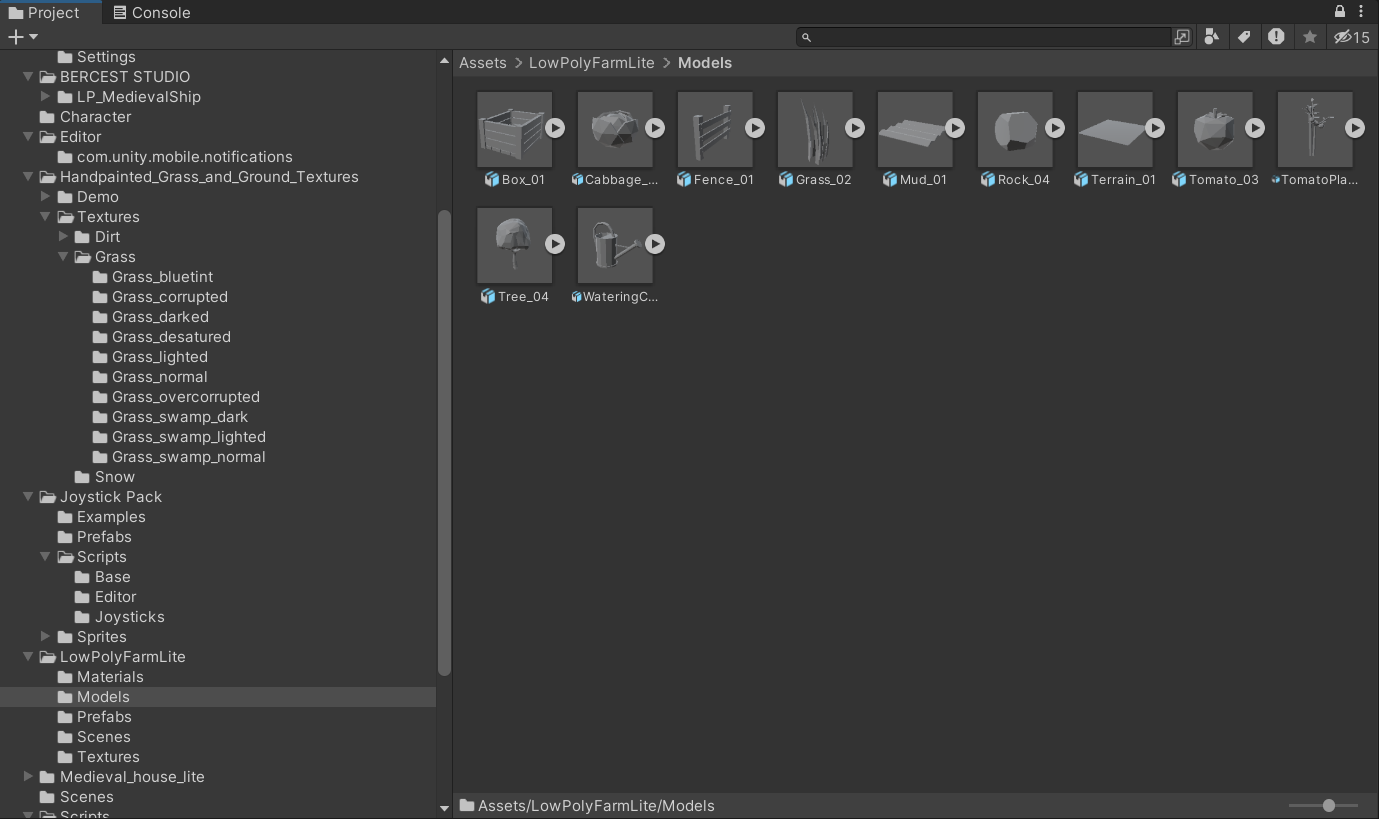 Project
Console
15
Settings
BERCEST STUDIO
LP_MedievalShip
Character
Editor
com.unity.mobile.notifications
Handpainted_Grass_and_Ground_Textures
Demo
Textures
Dirt
Grass
Grass_bluetint
Grass_corrupted
Grass_darked
Grass_desatured
Grass_lighted
Grass_normal
Grass_overcorrupted
Grass_swamp_dark
Grass_swamp_lighted
Grass_swamp_normal
Snow
Joystick Pack
Examples
Prefabs
Scripts
Base
Editor
Joysticks
Sprites
LowPolyFarmLite
Materials
Models
Prefabs
Scenes
Textures
Medieval_house_lite
Scenes
Scripts
Assets > LowPolyFarmLite > Models
Box_01 Cabbage_... Fence_01 Grass_02 Mud_01 Rock_04 Terrain_01 Tomato_03 TomatoPla...
Tree_04 WateringC...
Assets/LowPolyFarmLite/Models